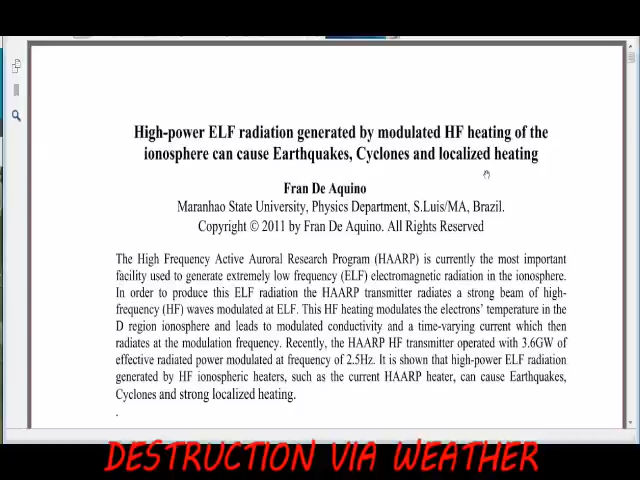 High-power ELF radiation generated by modulated HF heating of the
ionosphere can cause Earthquakes, Cyclones and localized heating
Fran De Aquino
Maranhao State University, Physics Department, S.Luis/MA, Brazil.
Copyright © 2011 by Fran De Aquino. All Rights Reserved
The High Frequency Active Auroral Research Program (HAARP) is currently the most important
facility used to generate extremely low frequency (ELF) electromagnetic radiation in the ionosphere.
In order to produce this ELF radiation the HAARP transmitter radiates a strong beam of high-
frequency (HF) waves modulated at ELF. This HF heating modulates the electrons' temperature in the
D region ionosphere and leads to modulated conductivity and a time-varying current which then
radiates at the modulation frequency. Recently, the HAARP HF transmitter operated with 3.6GW of
effective radiated power modulated at frequency of 2.5Hz. It is shown that high-power ELF radiation
generated by HF ionospheric heaters, such as the current HAARP heater, can cause Earthquakes,
Cyclones and strong localized heating.
.
DESTRUCTION VIA WEATHER